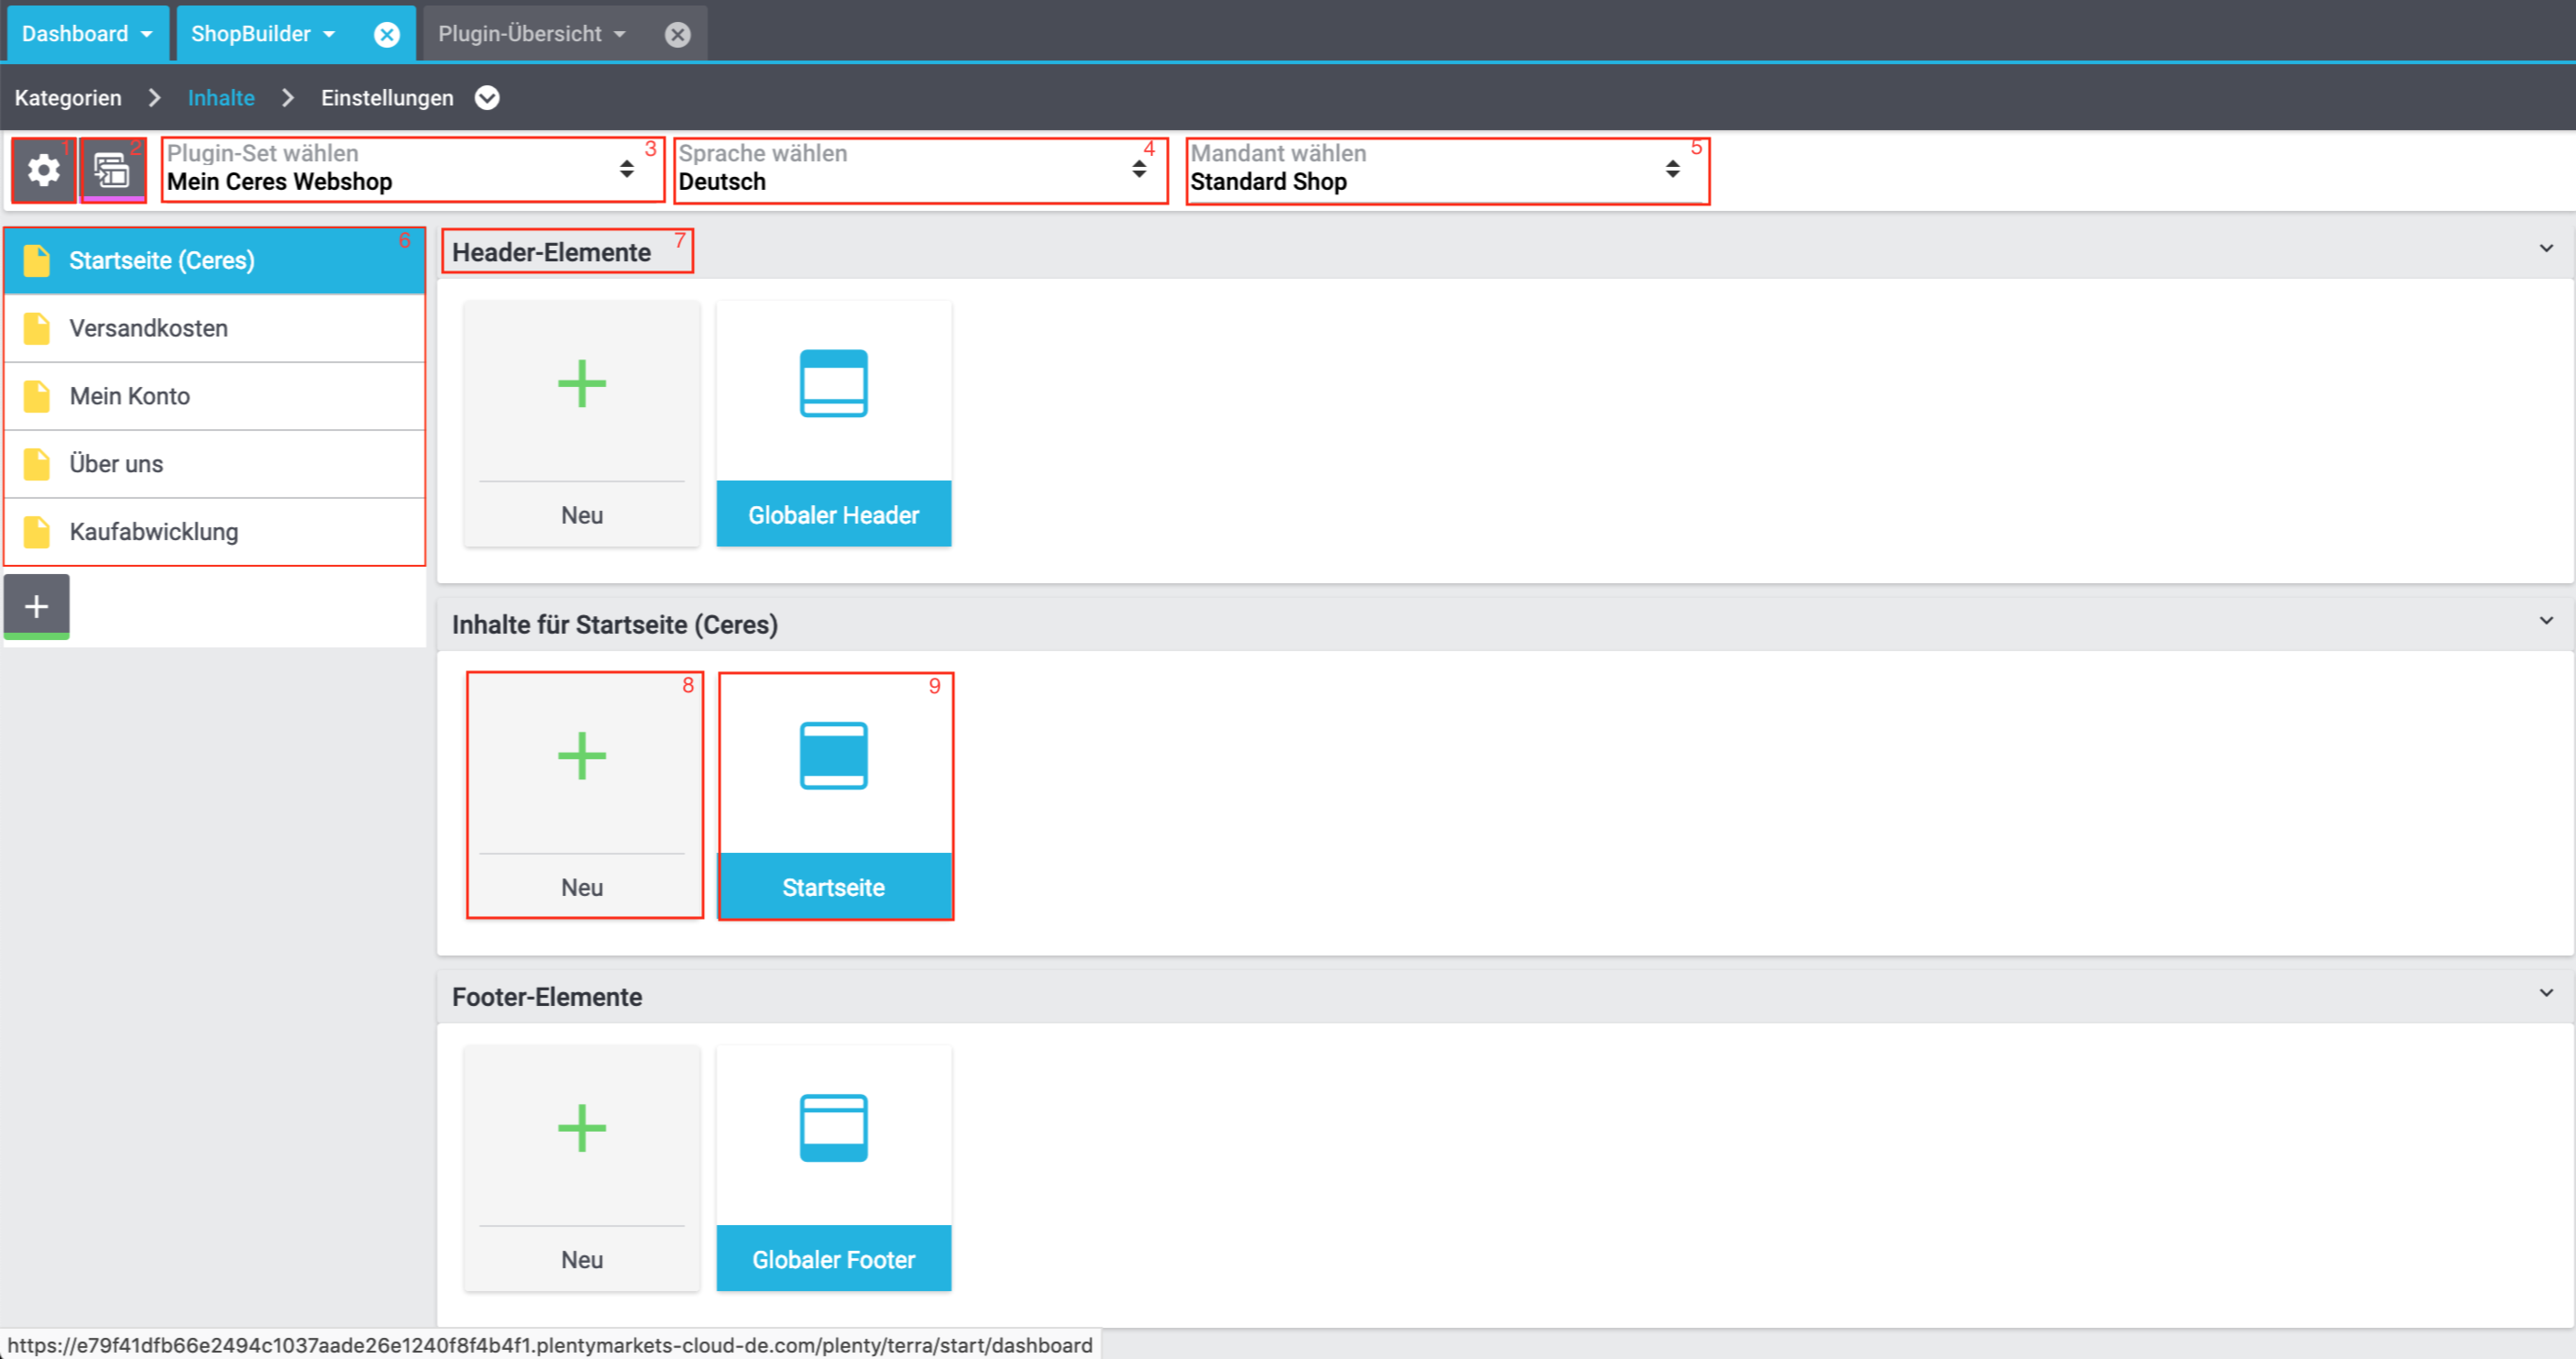 Dashboard
ShopBuilder
Plugin-Übersicht
Kategorien
Inhalte
Einstellungen
1
2
Plugin-Set wählen
3
Mein Ceres Webshop
Sprache wählen
4
Deutsch
Mandant wählen
5
Standard Shop
Startseite (Ceres)
6
Versandkosten
Mein Konto
Über uns
Kaufabwicklung
Header-Elemente
7
Neu
Globaler Header
Inhalte für Startseite (Ceres)
8
9
Neu
Startseite
Footer-Elemente
Neu
Globaler Footer
https://e79f41dfb66e2494c1037aade26e1240f8f4b4f1.plentymarkets-cloud-de.com/plenty/terra/start/dashboard